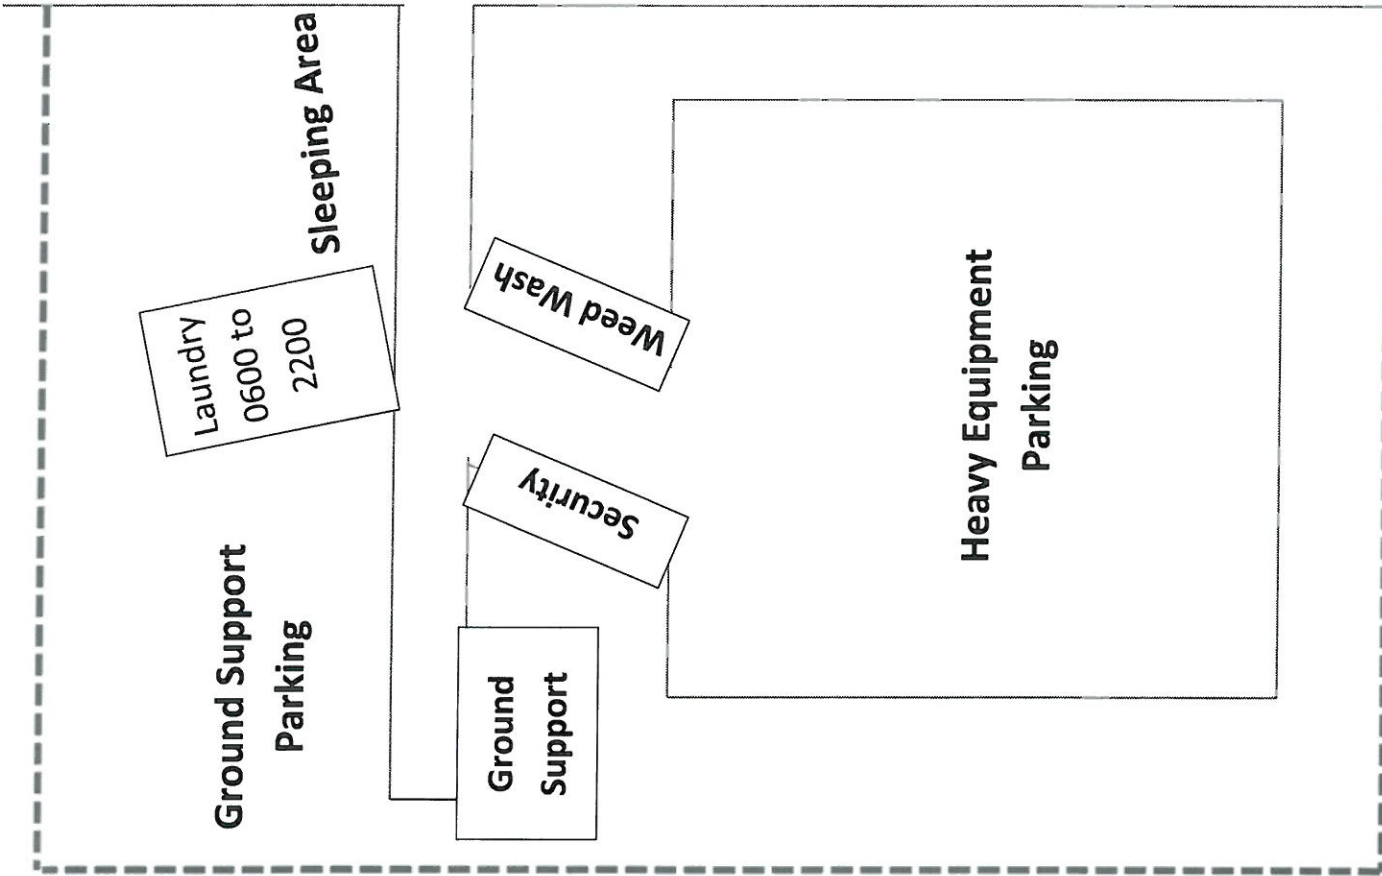 Sleeping Area
Laundry
0600 to
2200
Ground Support
Parking
Weed Wash
Security
Ground
Support
Heavy Equipment
Parking